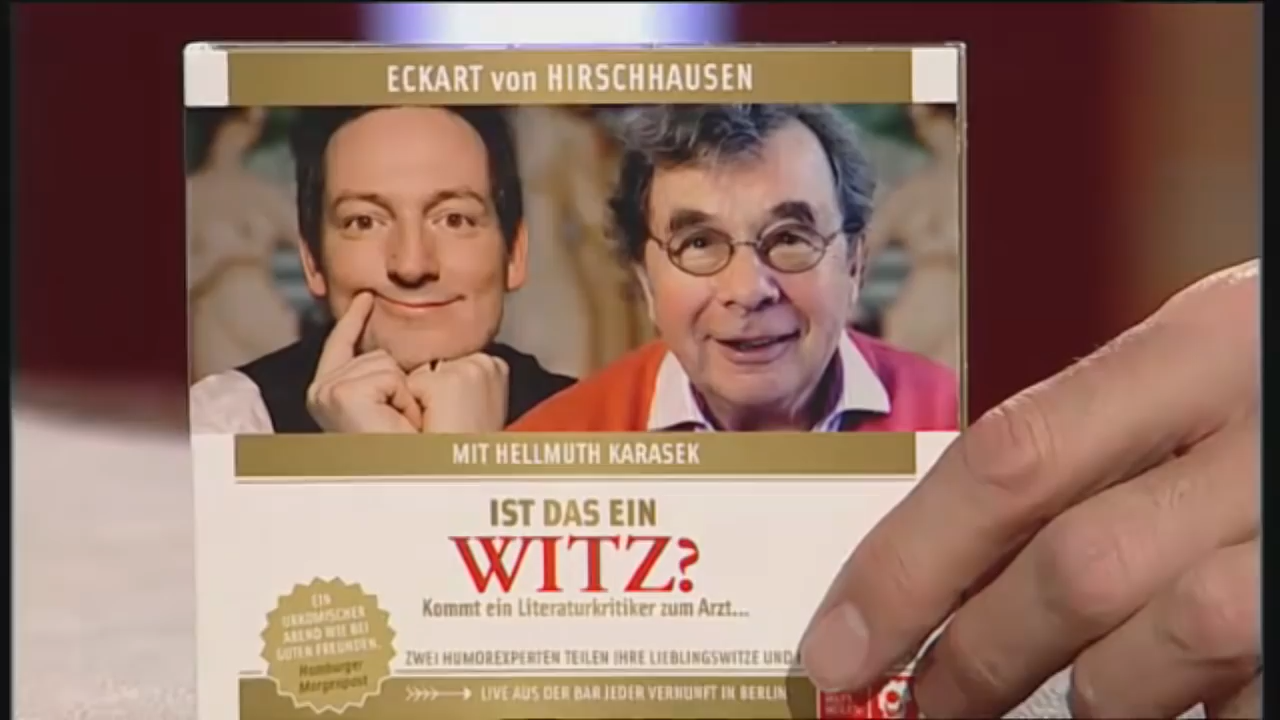 ECKART von HIRSCHHAUSEN
MIT HELLMUTH KARASEK
IST DAS EIN
WITZ?
Kommt ein Literaturkritiker zum Arzt...
EIN
URKOMISCHER
ABEND WIE BEI
GUTEN FREUNDEN.
Hamburger
Morgenpost
ZWEI HUMOREXPERTEN TEILEN IHRE LIEBLINGSWITZE UND
LIVE AUS DER BAR JEDER VERNUNFT IN BERLIN